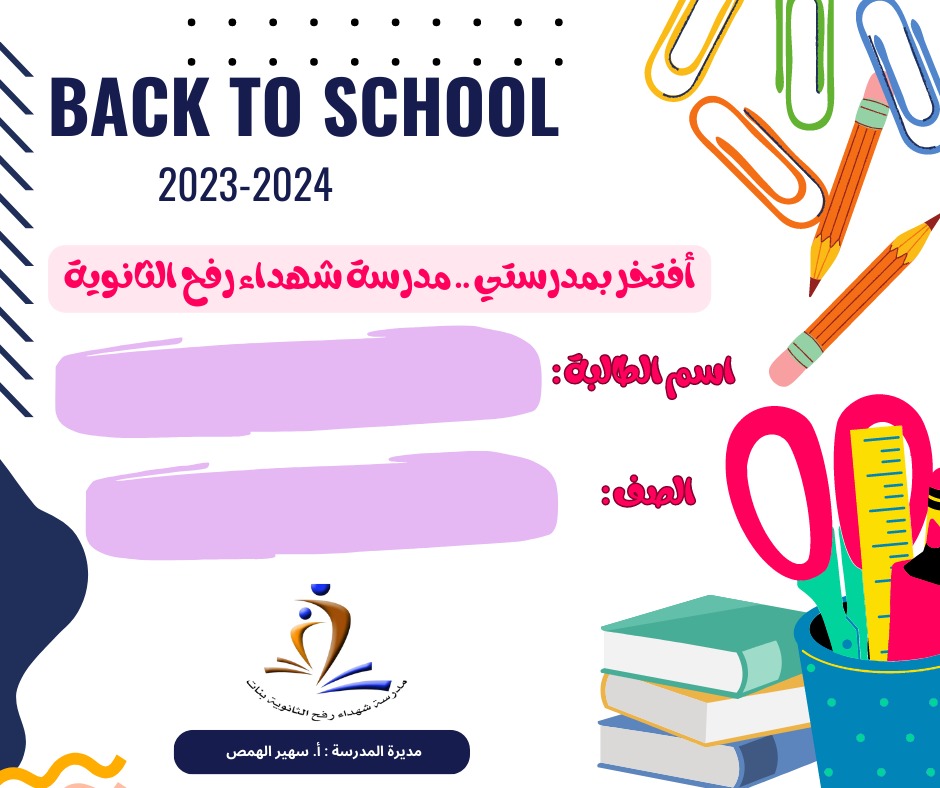 BACK TO SCHOOL
2023-2024
أفتخر بمدرستي .. مدرسة شهداء رفح الثانوية
اسم الطالبة :
الصف :
مدرسة شهداء رفح الثانوية بنات
مديرة المدرسة : أ. سهير الهمص